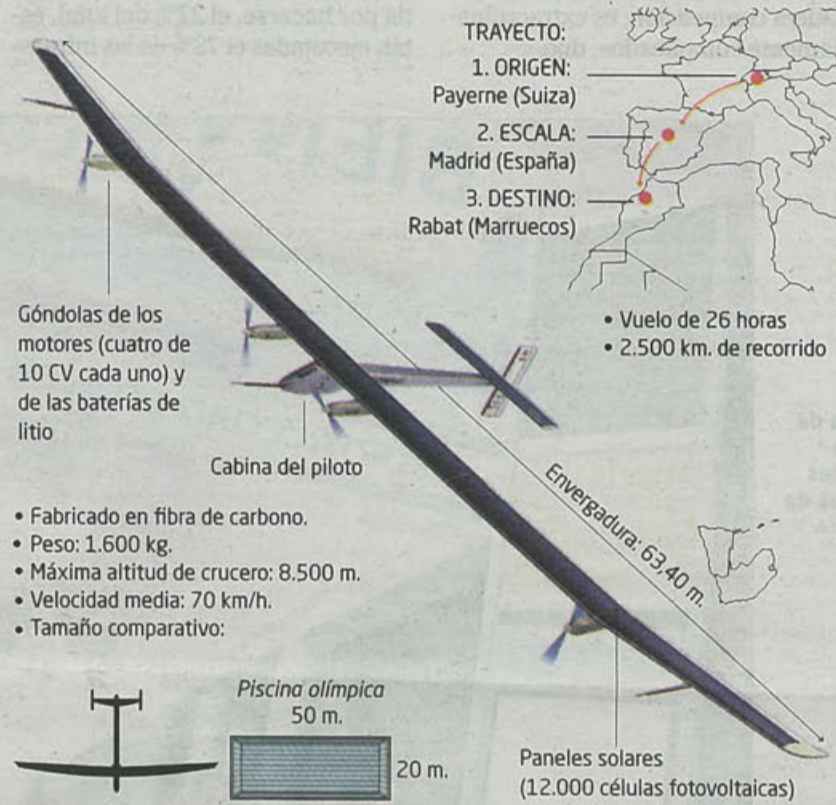 TRAYECTO:
1. ORIGEN:
Payerne (Suiza)
2. ESCALA:
Madrid (España)
3. DESTINO:
Rabat (Marruecos)
• Vuelo de 26 horas
• 2.500 km. de recorrido
Góndolas de los
motores (cuatro de
10 CV cada uno) y
de las baterías de
litio
Cabina del piloto
Envergadura: 63,40 m.
• Fabricado en fibra de carbono.
• Peso: 1.600 kg.
• Máxima altitud de crucero: 8.500 m.
• Velocidad media: 70 km/h.
• Tamaño comparativo:
Piscina olímpica
50 m.
20 m.
Paneles solares
(12.000 células fotovoltaicas)